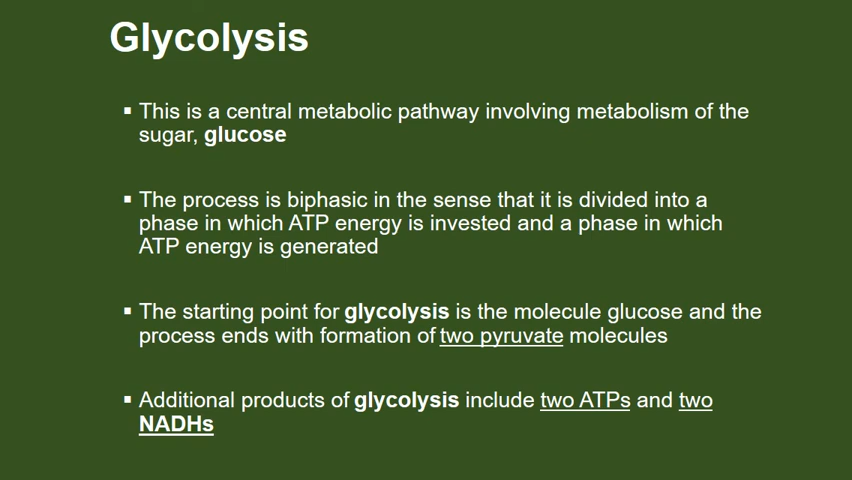 Glycolysis
▪ This is a central metabolic pathway involving metabolism of the
sugar, glucose
▪ The process is biphasic in the sense that it is divided into a
phase in which ATP energy is invested and a phase in which
ATP energy is generated
▪ The starting point for glycolysis is the molecule glucose and the
process ends with formation of two pyruvate molecules
▪ Additional products of glycolysis include two ATPs and two
NADHs